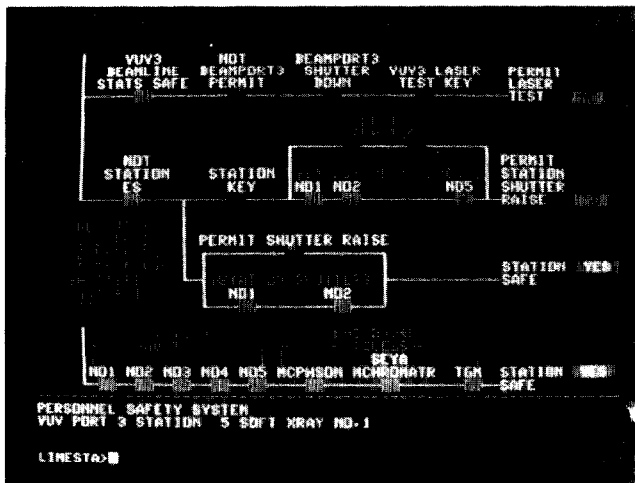 VUV3 NOT BEAMPORT3
BEAMLINE BEAMPORT3 SHUTTER VUV3 LASER PERMIT
STATS SAFE PERMIT DOWN TEST KEY LASER
TEST
NOT PERMIT
STATION STATION STATION
ES KEY ND1 ND2 ND5 SHUTTER
RAISE
PERMIT SHUTTER RAISE
STATION YES
SAFE
ND1 ND2
SEYA
ND1 ND2 ND3 ND4 ND5 MCPHSON MCHROMATR TGM STATION YES
SAFE
PERSONNEL SAFETY SYSTEM
VUV PORT 3 STATION 5 SOFT XRAY NO.1
LIMESTA>